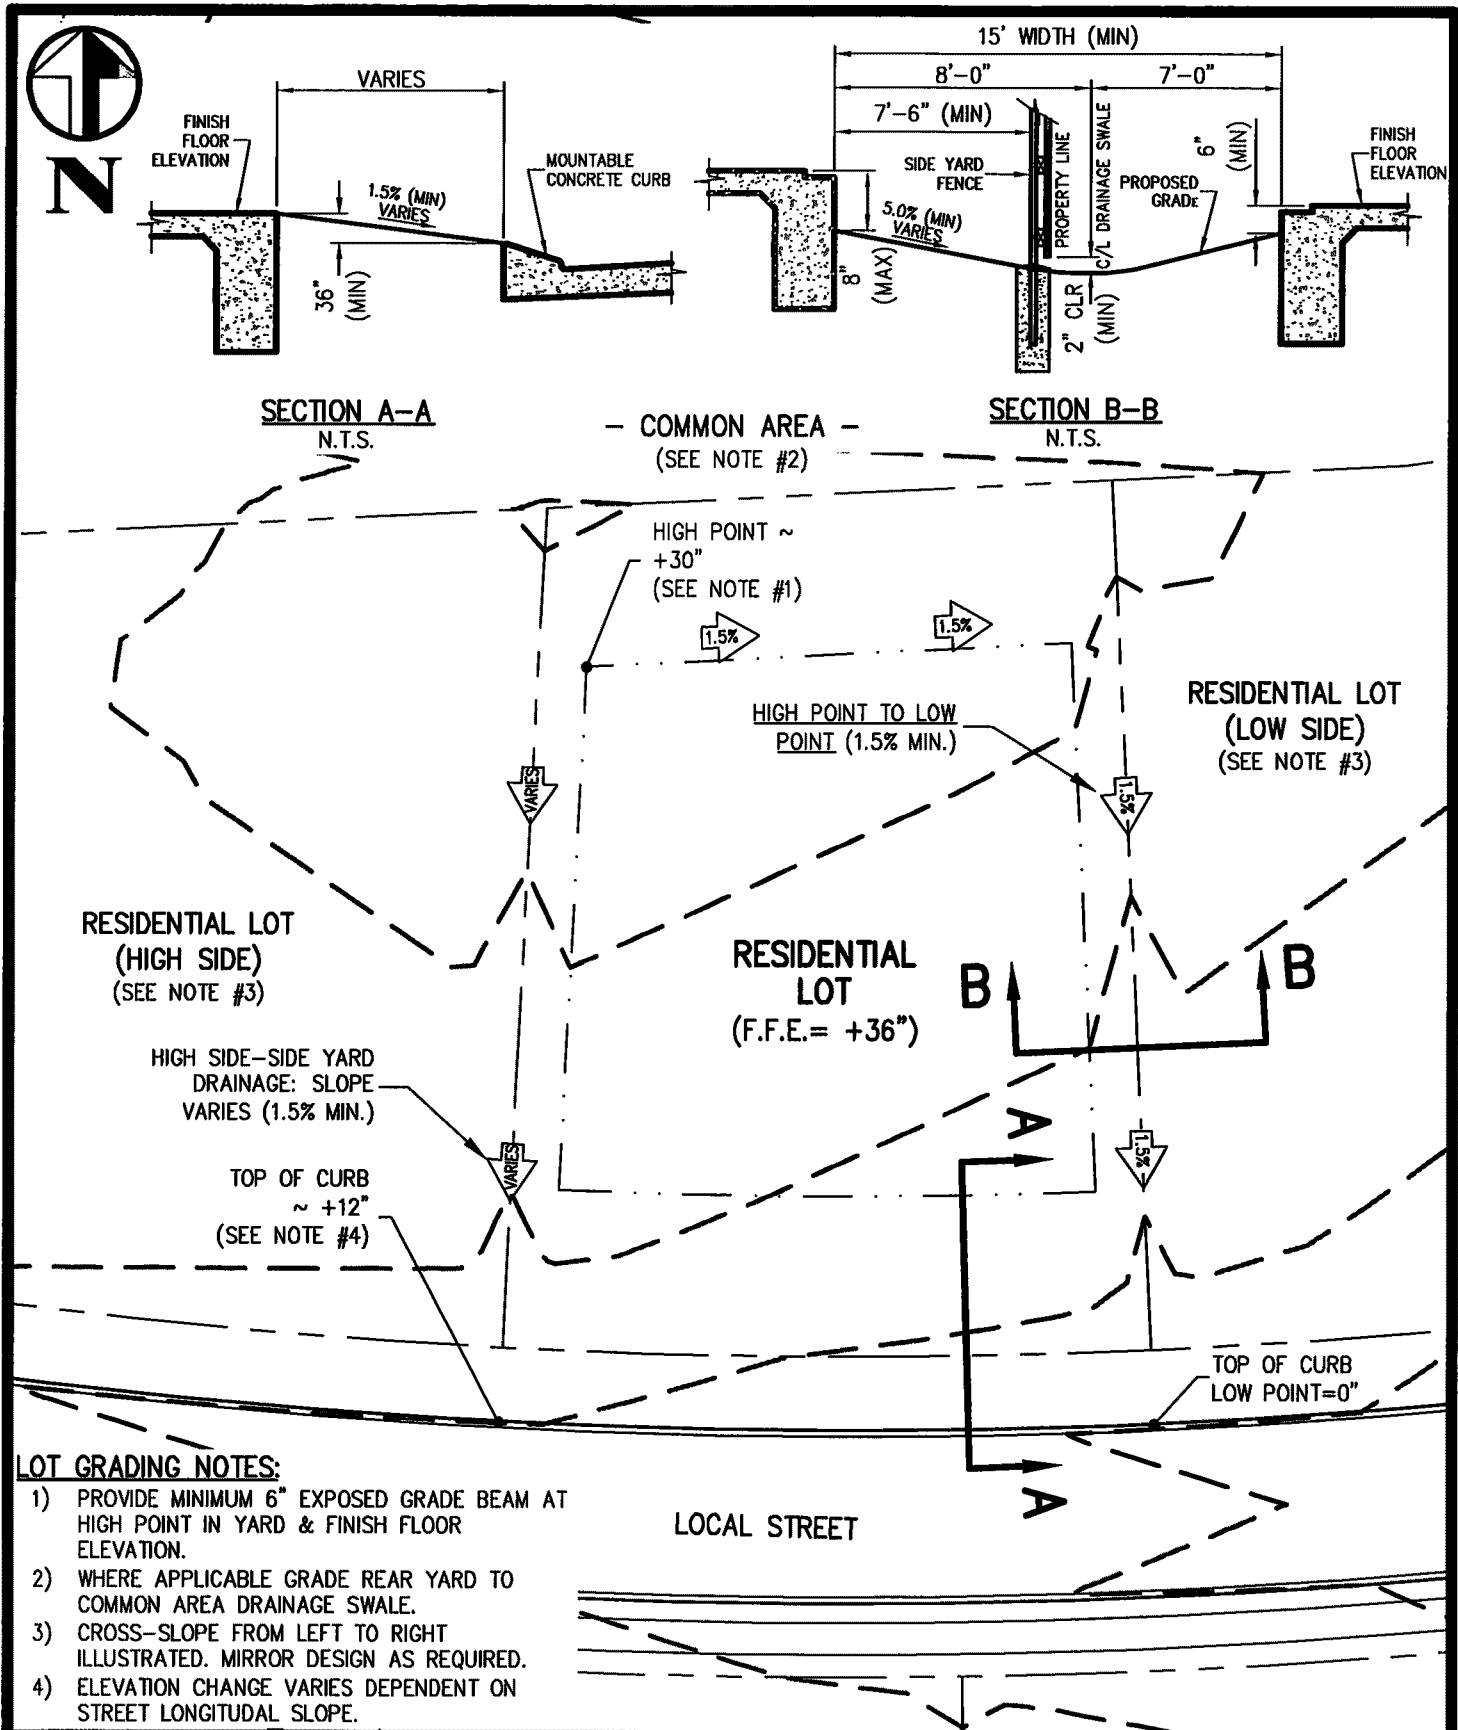 N
VARIES
FINISH
FLOOR
ELEVATION
1.5% (MIN)
VARIES
MOUNTABLE
CONCRETE CURB
36"
(MIN)
SECTION A-A
N.T.S.
15' WIDTH (MIN)
8'-0"
7'-0"
7'-6" (MIN)
SIDE YARD
FENCE
PROPERTY LINE
C/L DRAINAGE SWALE
6"
(MIN)
FINISH
FLOOR
ELEVATION
PROPOSED
GRADE
5.0% (MIN)
VARIES
8"
(MAX)
2" CLR
(MIN)
SECTION B-B
N.T.S.
- COMMON AREA -
(SEE NOTE #2)
HIGH POINT ~
+30"
(SEE NOTE #1)
1.5%
1.5%
HIGH POINT TO LOW
POINT (1.5% MIN.)
RESIDENTIAL LOT
(LOW SIDE)
(SEE NOTE #3)
VARIES
1.5%
RESIDENTIAL LOT
(HIGH SIDE)
(SEE NOTE #3)
RESIDENTIAL
LOT
(F.F.E.= +36")
B
B
HIGH SIDE-SIDE YARD
DRAINAGE: SLOPE
VARIES (1.5% MIN.)
VARIES
A
1.5%
TOP OF CURB
~ +12"
(SEE NOTE #4)
TOP OF CURB
LOW POINT=0"
A
LOCAL STREET
LOT GRADING NOTES:
1) PROVIDE MINIMUM 6" EXPOSED GRADE BEAM AT
HIGH POINT IN YARD & FINISH FLOOR
ELEVATION.
2) WHERE APPLICABLE GRADE REAR YARD TO
COMMON AREA DRAINAGE SWALE.
3) CROSS-SLOPE FROM LEFT TO RIGHT
ILLUSTRATED. MIRROR DESIGN AS REQUIRED.
4) ELEVATION CHANGE VARIES DEPENDENT ON
STREET LONGITUDAL SLOPE.